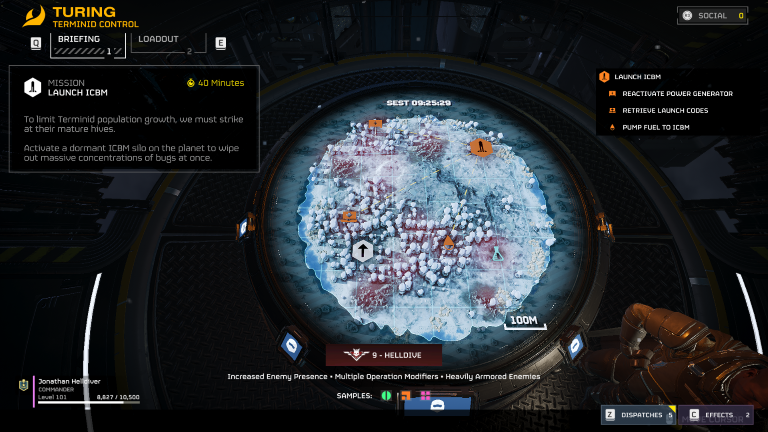 TURING
TERMINID CONTROL
SOCIAL 0
Q
BRIEFING
1
LOADOUT
2
E
MISSION
LAUNCH ICBM
40 Minutes
To limit Terminid population growth, we must strike
at their mature hives.
Activate a dormant ICBM silo on the planet to wipe
out massive concentrations of bugs at once.
LAUNCH ICBM
REACTIVATE POWER GENERATOR
RETRIEVE LAUNCH CODES
PUMP FUEL TO ICBM
SEST 09:25:29
100M
9 - HELLDIVE
Increased Enemy Presence • Multiple Operation Modifiers • Heavily Armored Enemies
SAMPLES:
Jonathan Helldiver
COMMANDER
Level 101
8,827 / 10,500
Z DISPATCHES 5
C EFFECTS 2
MOVE CURSOR